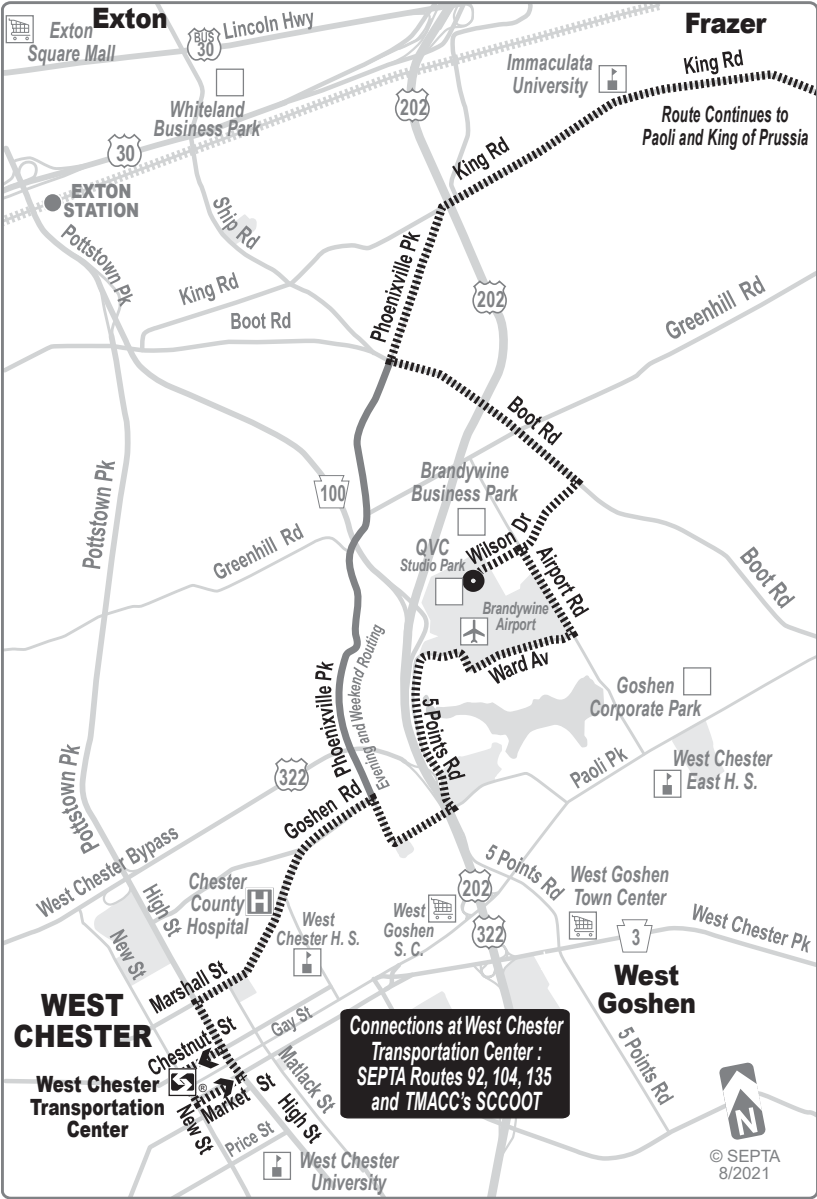 Exton
Frazer
Exton
Square Mall
BUS
30
Lincoln Hwy
Immaculata
University
King Rd
202
Whiteland
Business Park
Route Continues to
Paoli and King of Prussia
30
King Rd
EXTON
STATION
Ship Rd
Pottstown Pk
Phoenixville Pk
King Rd
202
Boot Rd
Greenhill Rd
Boot Rd
Brandywine
Business Park
Pottstown Pk
100
Wilson Dr
QVC
Studio Park
Greenhill Rd
Airport Rd
Boot Rd
Brandywine
Airport
Ward Av
Phoenixville Pk
Evening and Weekend Routing
5 Points Rd
Goshen
Corporate Park
322
Paoli Pk
West Chester
East H. S.
Pottstown Pk
Goshen Rd
West Chester Bypass
5 Points Rd
High St
Chester
County
Hospital
H
202
West Goshen
Town Center
West
Goshen
S. C.
West
Chester H. S.
322
3
West Chester Pk
New St
Marshall St
West
Goshen
WEST
CHESTER
Gay St
Chestnut St
Connections at West Chester
Transportation Center :
SEPTA Routes 92, 104, 135
and TMACC's SCCOOT
5 Points Rd
Matlack St
West Chester
Transportation
Center
®
Market St
High St
New St
Price St
N
West Chester
University
© SEPTA
8/2021